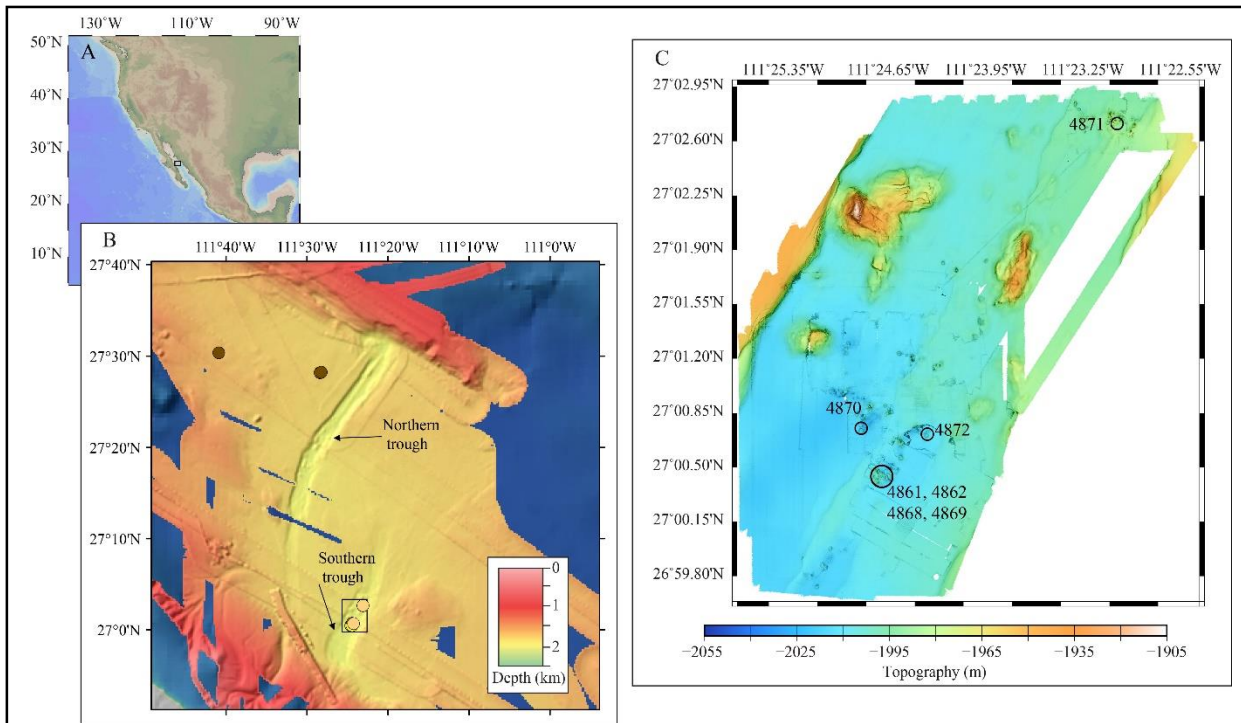 130˚W 110˚W 90˚W
50˚N
A
40˚N
30˚N
20˚N
10˚N
B
111˚40'W 111˚30'W 111˚20'W 111˚10'W 111˚0'W
27˚40'N
27˚30'N
27˚20'N
27˚10'N
27˚0'N
Northern
trough
Southern
trough
0
1
2
Depth (km)
C
111°25.35'W 111°24.65'W 111°23.95'W 111°23.25'W 111°22.55'W
27°02.95'N
27°02.60'N
27°02.25'N
27°01.90'N
27°01.55'N
27°01.20'N
27°00.85'N
27°00.50'N
27°00.15'N
26°59.80'N
4871
4870
4872
4861, 4862
4868, 4869
−2055 −2025 −1995 −1965 −1935 −1905
Topography (m)